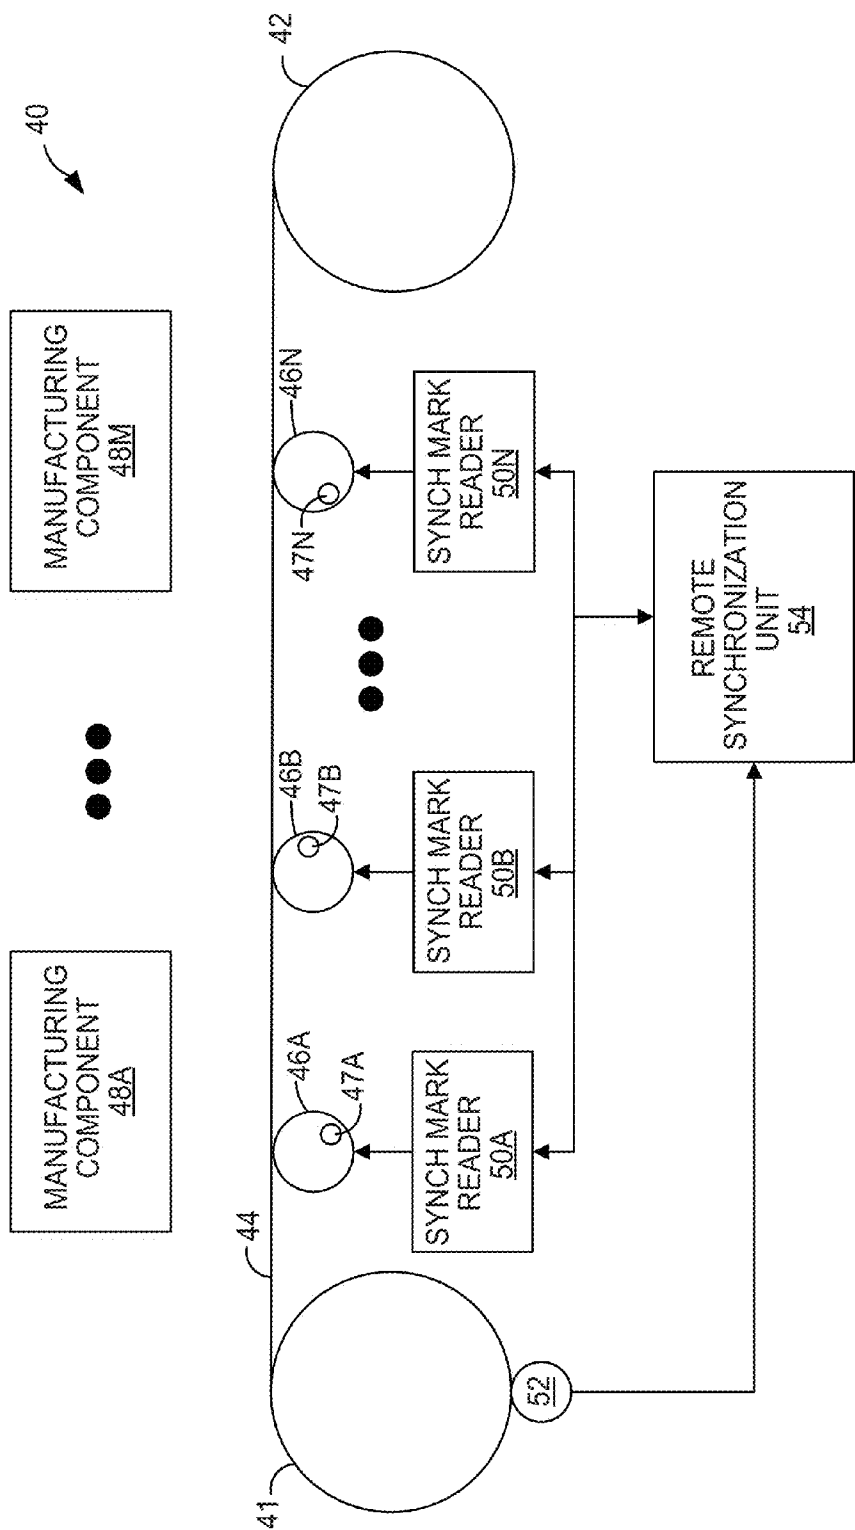 40
MANUFACTURING
COMPONENT
48A
MANUFACTURING
COMPONENT
48M
44
42
41
46A
47A
46B
47B
46N
47N
SYNCH MARK
READER
50A
SYNCH MARK
READER
50B
SYNCH MARK
READER
50N
52
REMOTE
SYNCHRONIZATION
UNIT
54